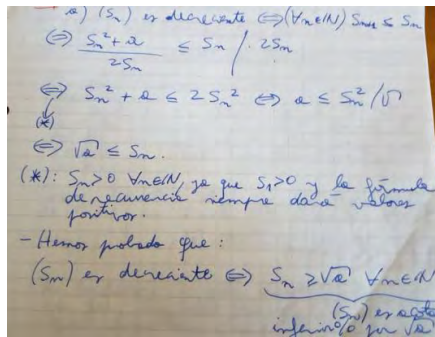 a) (Sn) es decreciente ⟺ (∀n∈ℕ) Sn+1 ≤ Sn
⟺ (Sn² + a) / 2Sn ≤ Sn / · 2Sn
⟺ Sn² + a ≤ 2Sn² ⟺ a ≤ Sn² / √
(*)
⟺ √a ≤ Sn.
(*): Sn > 0 ∀n∈ℕ, ya que S1 > 0 y la fórmula
de recurrencia siempre dará valores
positivos.
- Hemos probado que:
(Sn) es decreciente ⟺ Sn ≥ √a ∀n∈ℕ
(Sn) es acota
por √a